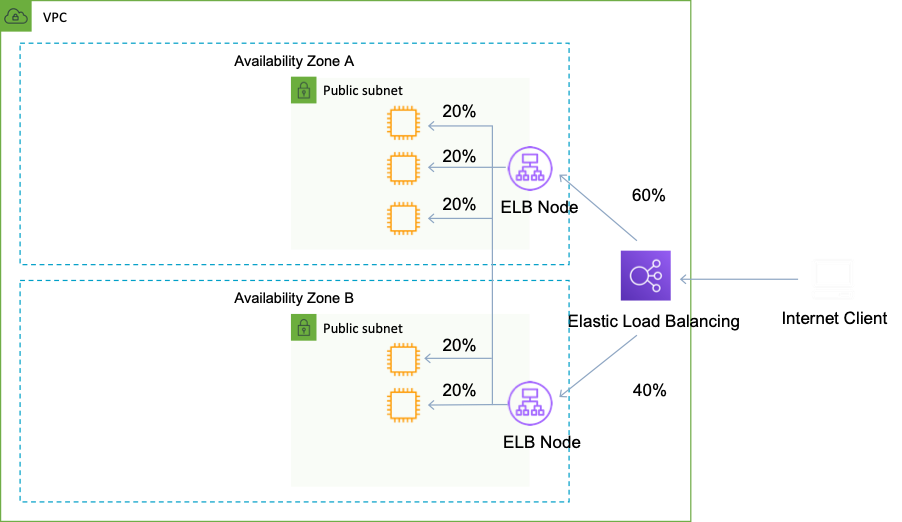 VPC
Availability Zone A
Public subnet
20%
20%
20%
ELB Node
60%
Elastic Load Balancing
Internet Client
Availability Zone B
Public subnet
20%
20%
ELB Node
40%